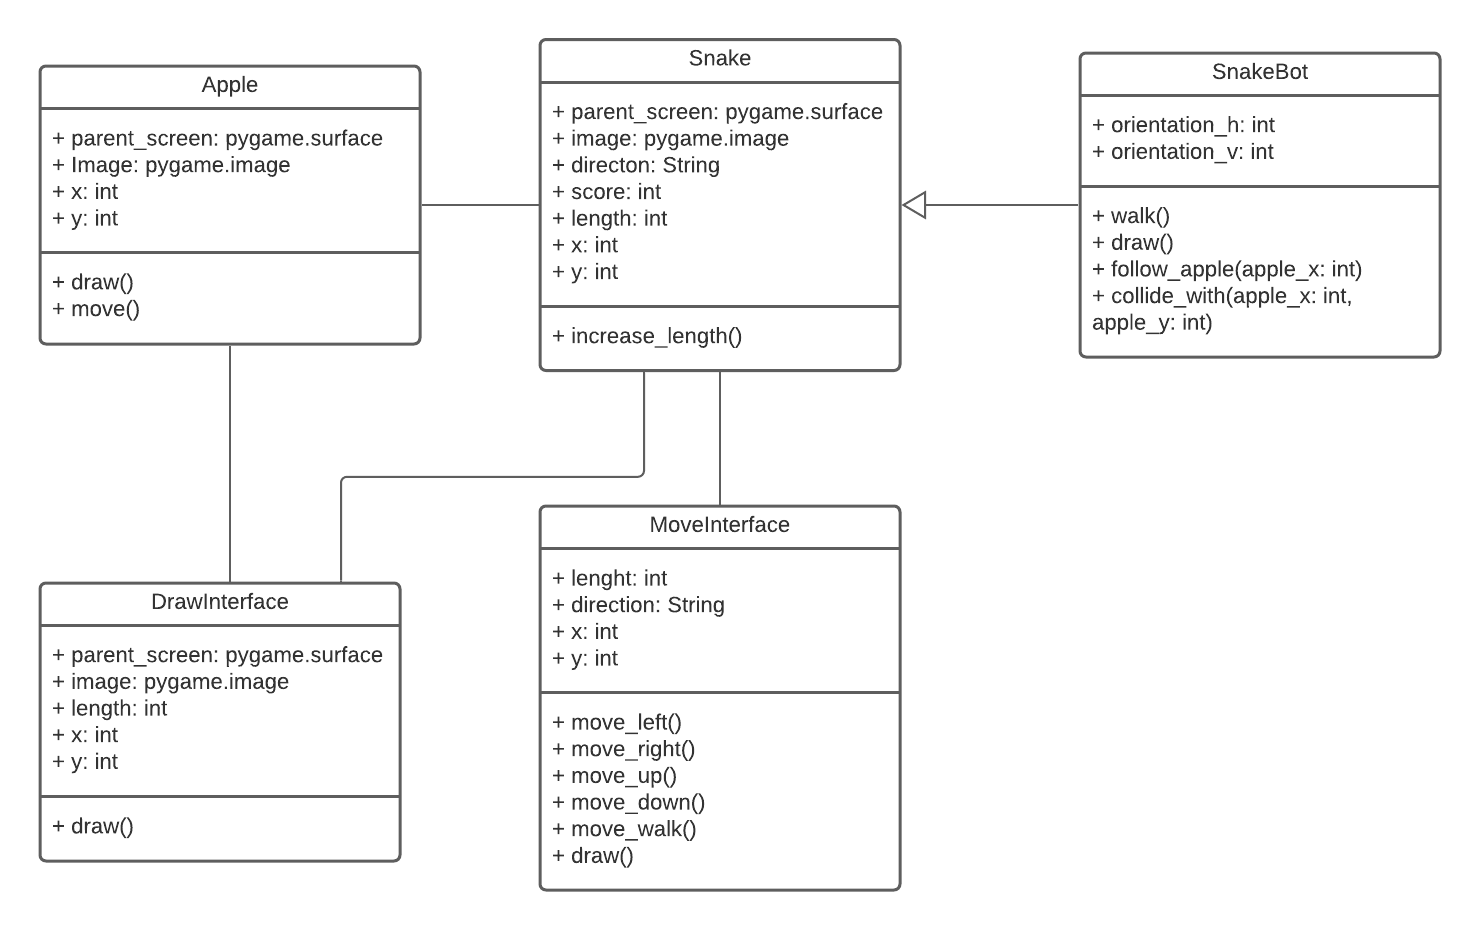 Apple
+ parent_screen: pygame.surface
+ Image: pygame.image
+ x: int
+ y: int
+ draw()
+ move()
Snake
+ parent_screen: pygame.surface
+ image: pygame.image
+ directon: String
+ score: int
+ length: int
+ x: int
+ y: int
+ increase_length()
SnakeBot
+ orientation_h: int
+ orientation_v: int
+ walk()
+ draw()
+ follow_apple(apple_x: int)
+ collide_with(apple_x: int,
apple_y: int)
DrawInterface
+ parent_screen: pygame.surface
+ image: pygame.image
+ length: int
+ x: int
+ y: int
+ draw()
MoveInterface
+ lenght: int
+ direction: String
+ x: int
+ y: int
+ move_left()
+ move_right()
+ move_up()
+ move_down()
+ move_walk()
+ draw()